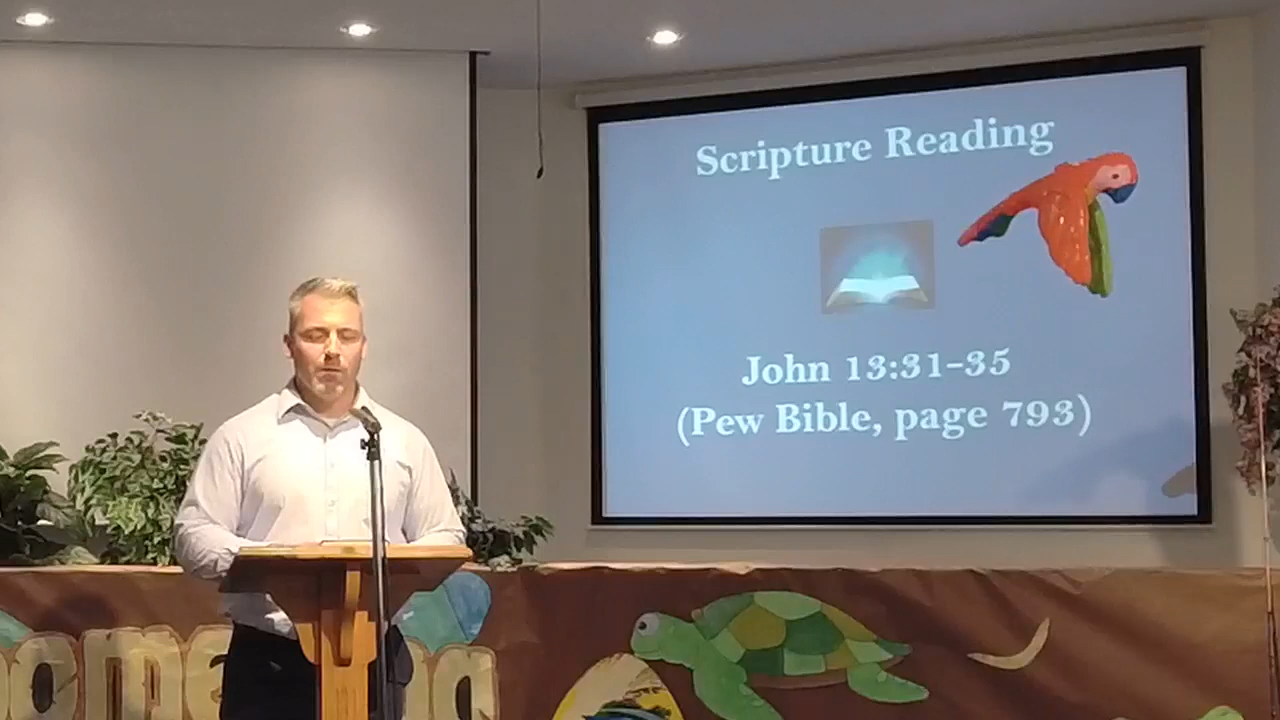 Scripture Reading
John 13:31-35
(Pew Bible, page 793)